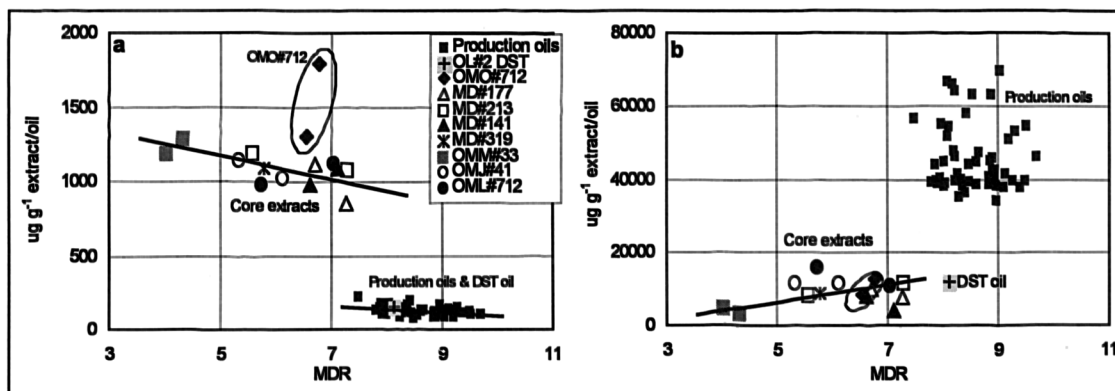 a
2000
1500
1000
500
0
ug g-1 extract/oil
3
5
7
9
11
MDR
OMO#712
Core extracts
Production oils & DST oil
Production oils
OL#2 DST
OMO#712
MD#177
MD#213
MD#141
MD#319
OMM#33
OMJ#41
OML#712
b
80000
60000
40000
20000
0
ug g-1 extract/oil
3
5
7
9
11
MDR
Production oils
Core extracts
DST oil